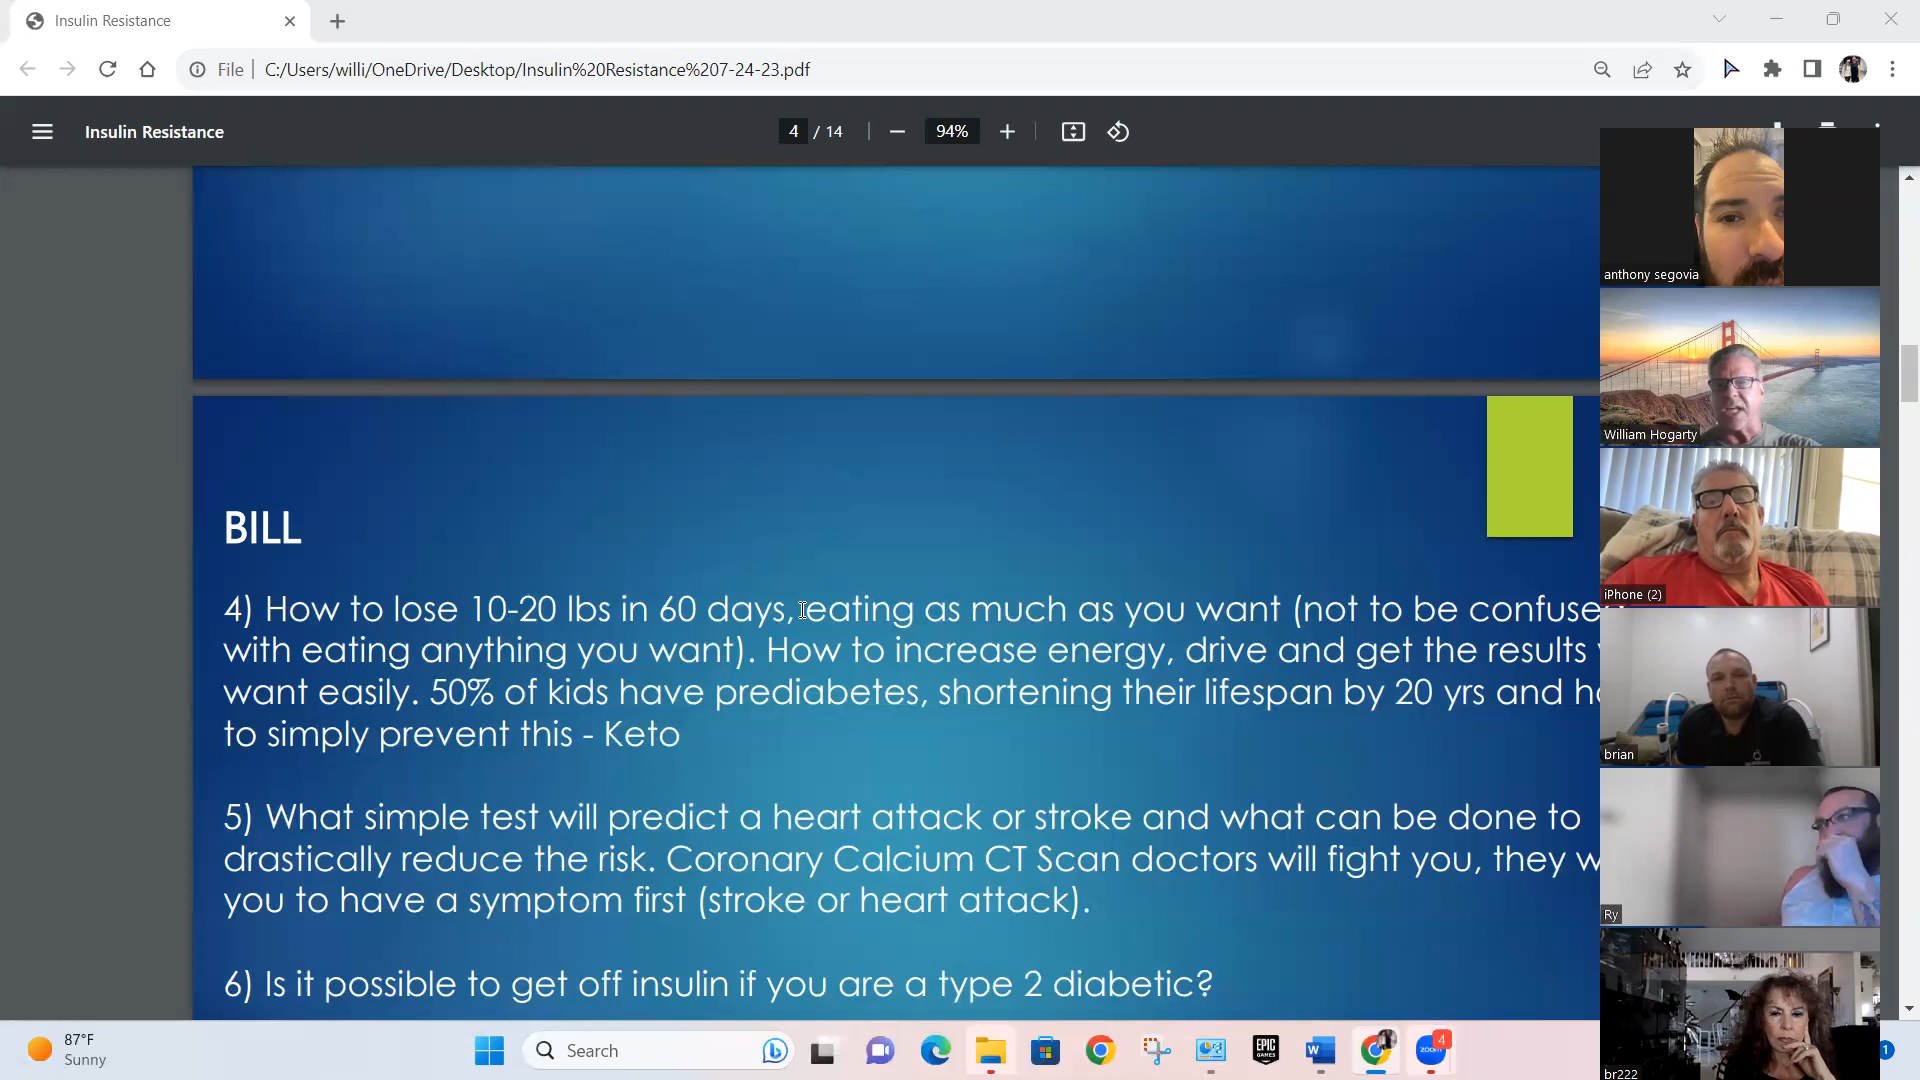 Insulin Resistance
File
C:/Users/willi/OneDrive/Desktop/Insulin%20Resistance%207-24-23.pdf
Insulin Resistance
4 / 14
94%
anthony segovia
William Hogarty
iPhone (2)
brian
Ry
br222
BILL
4) How to lose 10-20 lbs in 60 days, eating as much as you want (not to be confuse
with eating anything you want). How to increase energy, drive and get the results
want easily. 50% of kids have prediabetes, shortening their lifespan by 20 yrs and
to simply prevent this - Keto
5) What simple test will predict a heart attack or stroke and what can be done to
drastically reduce the risk. Coronary Calcium CT Scan doctors will fight you, they
you to have a symptom first (stroke or heart attack).
6) Is it possible to get off insulin if you are a type 2 diabetic?
87°F
Sunny
Search
EPIC
GAMES
W
zoom
4
1